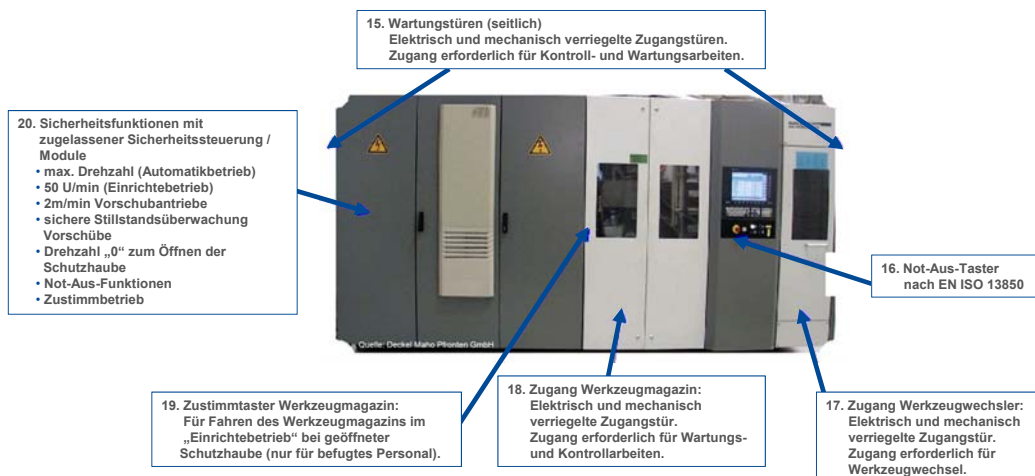 15. Wartungstüren (seitlich)
Elektrisch und mechanisch verriegelte Zugangstüren.
Zugang erforderlich für Kontroll- und Wartungsarbeiten.
20. Sicherheitsfunktionen mit
zugelassener Sicherheitssteuerung /
Module
• max. Drehzahl (Automatikbetrieb)
• 50 U/min (Einrichtebetrieb)
• 2m/min Vorschubantriebe
• sichere Stillstandsüberwachung
Vorschübe
• Drehzahl „0“ zum Öffnen der
Schutzhaube
• Not-Aus-Funktionen
• Zustimmbetrieb
16. Not-Aus-Taster
nach EN ISO 13850
Quelle: Deckel Maho Pfronten GmbH
19. Zustimmtaster Werkzeugmagazin:
Für Fahren des Werkzeugmagazins im
„Einrichtebetrieb“ bei geöffneter
Schutzhaube (nur für befugtes Personal).
18. Zugang Werkzeugmagazin:
Elektrisch und mechanisch
verriegelte Zugangstür.
Zugang erforderlich für Wartungs-
und Kontrollarbeiten.
17. Zugang Werkzeugwechsler:
Elektrisch und mechanisch
verriegelte Zugangstür.
Zugang erforderlich für
Werkzeugwechsel.